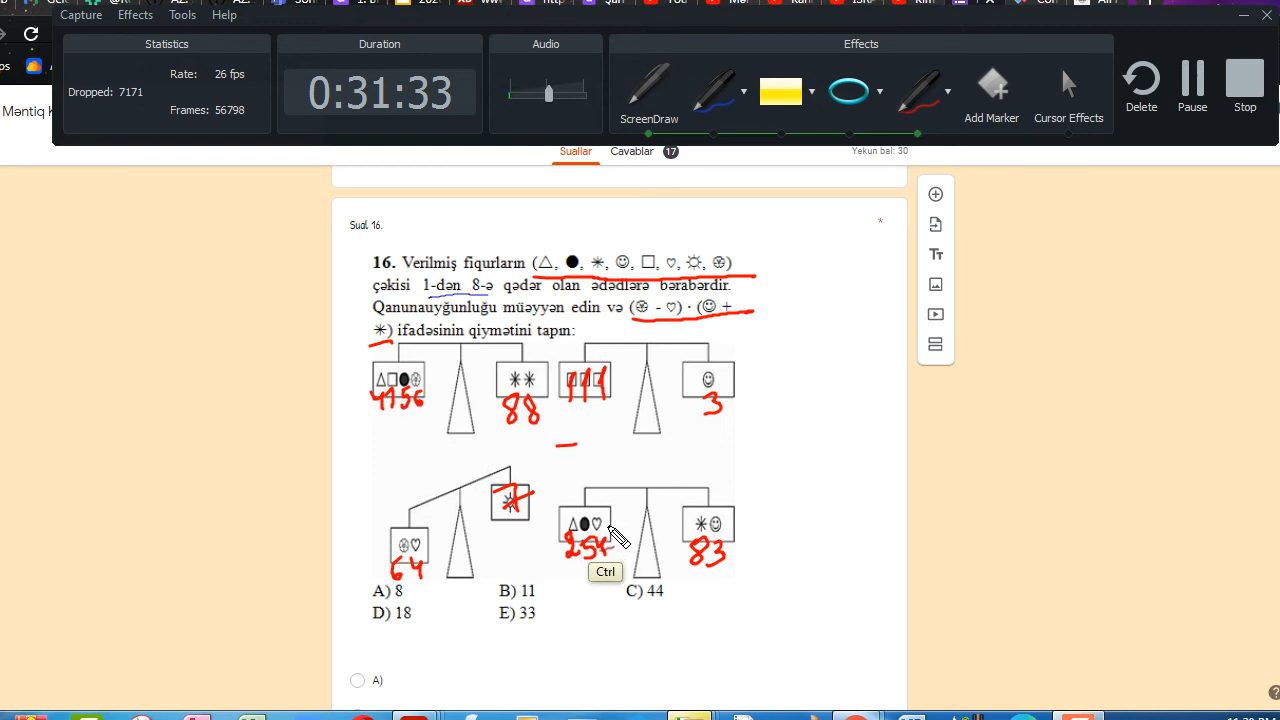 Capture Effects Tools Help
Statistics
Duration
Audio
Effects
Rate: 26 fps
Dropped: 7171
Frames: 56798
0:31:33
ScreenDraw
Add Marker
Cursor Effects
Delete
Pause
Stop
Məntiq
Suallar
Cavablar 17
Yekun bal: 30
Sual 16.
*
16. Verilmiş fiqurların (△, ●, ✳, ☺, □, ♡, ☼, ֍)
çəkisi 1-dən 8-ə qədər olan ədədlərə bərabərdir.
Qanunauyğunluğu müəyyən edin və (֍ - ♡) · (☺ +
✳) ifadəsinin qiymətini tapın:
△□●֍
✳✳
□□□
☺
4156
88
111
3
☼
7
֍♡
64
△●♡
✳☺
254
83
Ctrl
A) 8
B) 11
C) 44
D) 18
E) 33
A)